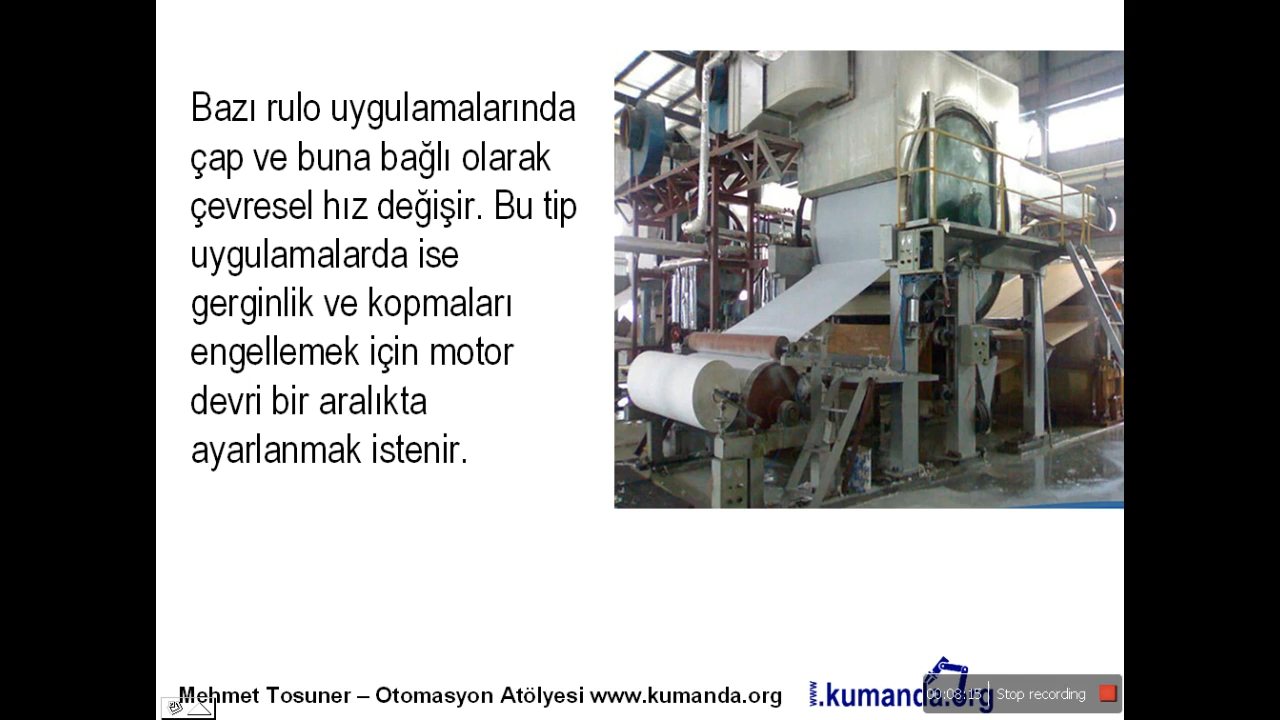 Bazı rulo uygulamalarında
çap ve buna bağlı olarak
çevresel hız değişir. Bu tip
uygulamalarda ise
gerginlik ve kopmaları
engellemek için motor
devri bir aralıkta
ayarlanmak istenir.
Mehmet Tosuner – Otomasyon Atölyesi www.kumanda.org
www.kumanda.org
00:08:15 Stop recording